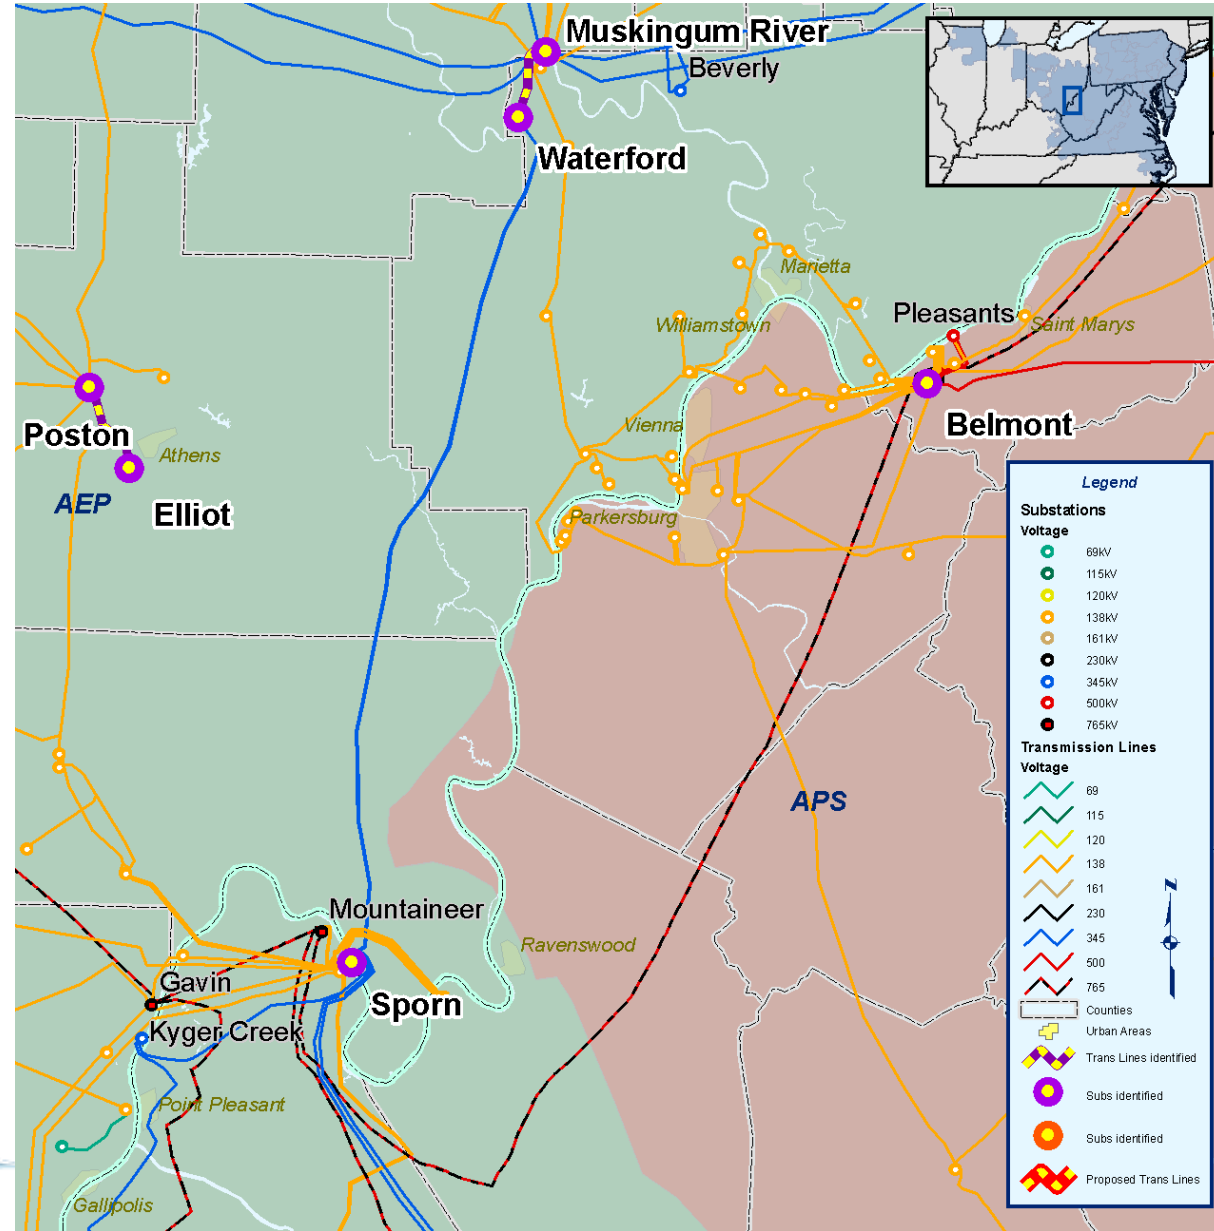 Muskingum River
Beverly
Waterford
Marietta
Williamstown
Pleasants
Saint Marys
Belmont
Vienna
Poston
Athens
AEP
Elliot
Parkersburg
APS
Mountaineer
Ravenswood
Gavin
Sporn
Kyger Creek
Point Pleasant
Gallipolis
Legend
Substations
Voltage
69kV
115kV
120kV
138kV
161kV
230kV
345kV
500kV
765kV
Transmission Lines
Voltage
69
115
120
138
161
230
345
500
765
Counties
Urban Areas
Trans Lines identified
Subs identified
Subs identified
Proposed Trans Lines
N